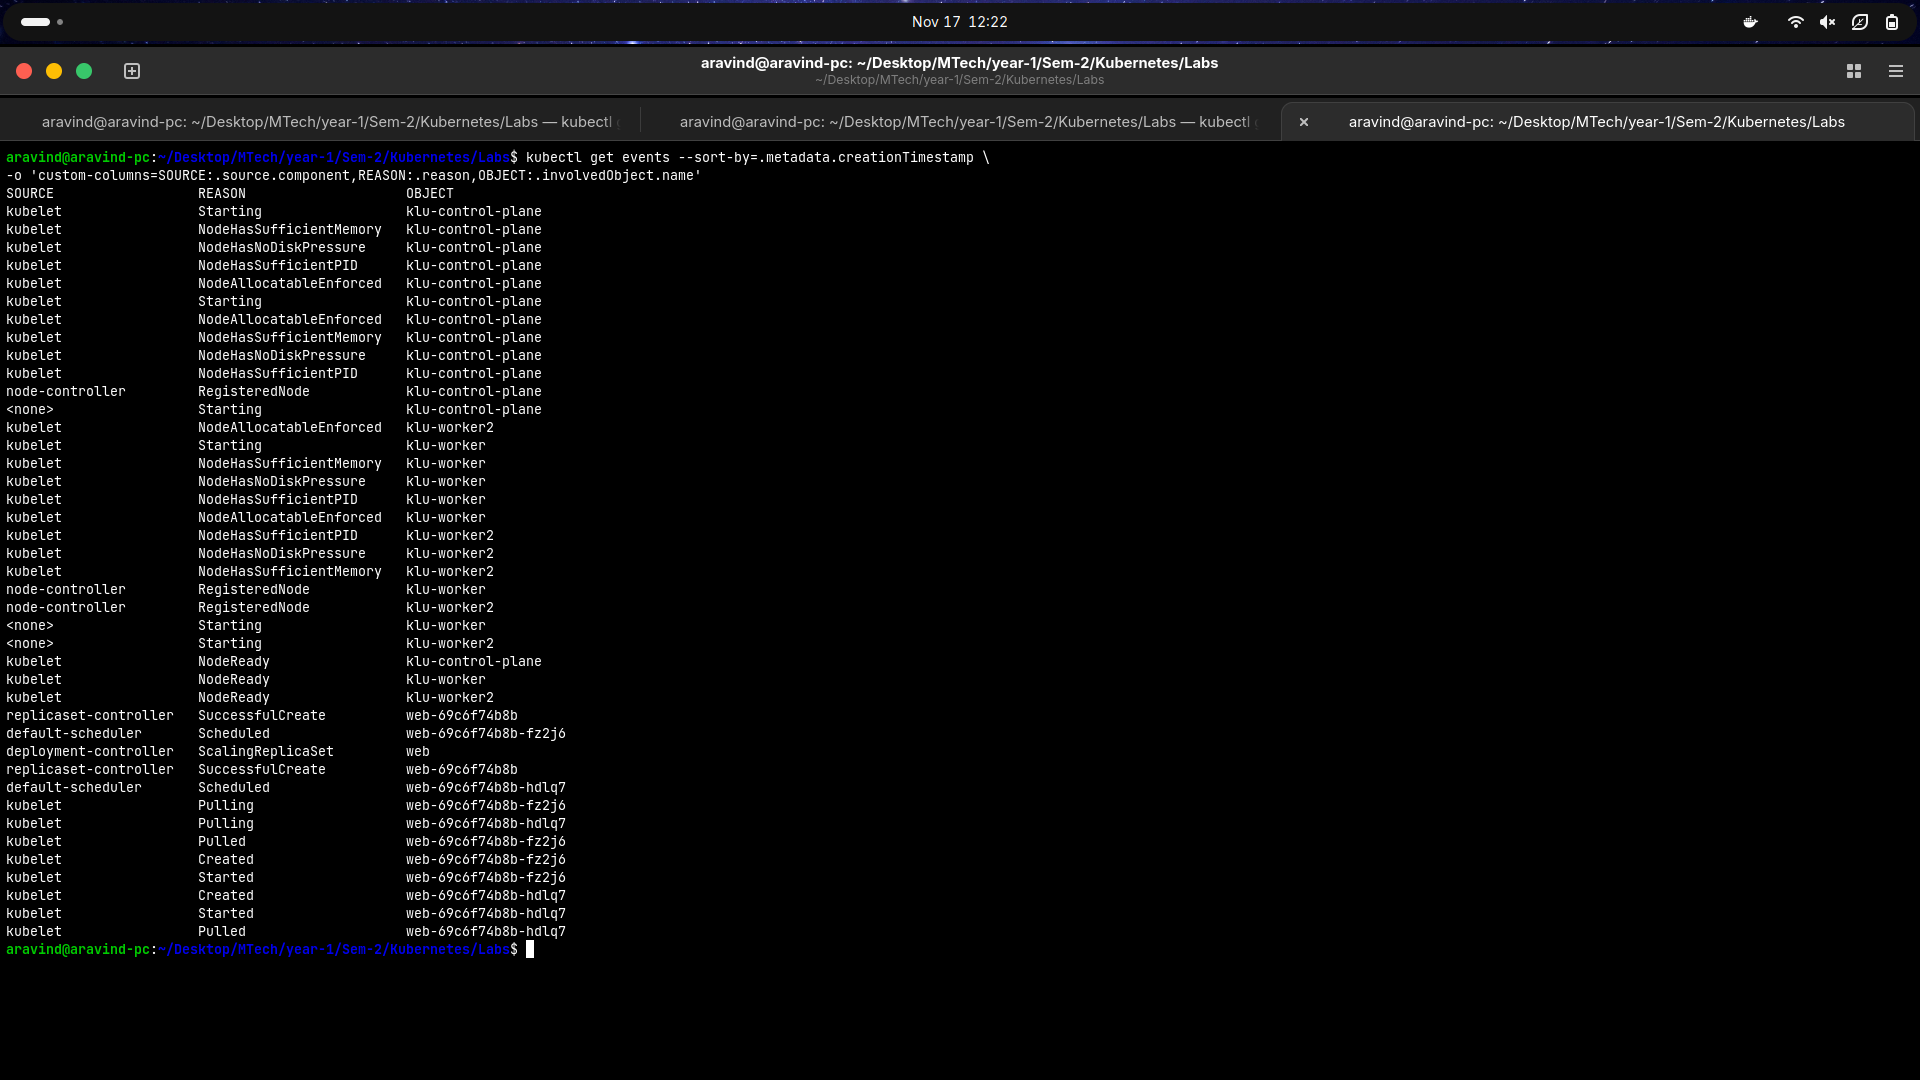 Nov 17 12:22
aravind@aravind-pc: ~/Desktop/MTech/year-1/Sem-2/Kubernetes/Labs
~/Desktop/MTech/year-1/Sem-2/Kubernetes/Labs
aravind@aravind-pc: ~/Desktop/MTech/year-1/Sem-2/Kubernetes/Labs — kubectl
aravind@aravind-pc: ~/Desktop/MTech/year-1/Sem-2/Kubernetes/Labs — kubectl
aravind@aravind-pc: ~/Desktop/MTech/year-1/Sem-2/Kubernetes/Labs
aravind@aravind-pc:~/Desktop/MTech/year-1/Sem-2/Kubernetes/Labs$ kubectl get events --sort-by=.metadata.creationTimestamp \
-o 'custom-columns=SOURCE:.source.component,REASON:.reason,OBJECT:.involvedObject.name'
SOURCE                  REASON                    OBJECT
kubelet                 Starting                  klu-control-plane
kubelet                 NodeHasSufficientMemory   klu-control-plane
kubelet                 NodeHasNoDiskPressure     klu-control-plane
kubelet                 NodeHasSufficientPID      klu-control-plane
kubelet                 NodeAllocatableEnforced   klu-control-plane
kubelet                 Starting                  klu-control-plane
kubelet                 NodeAllocatableEnforced   klu-control-plane
kubelet                 NodeHasSufficientMemory   klu-control-plane
kubelet                 NodeHasNoDiskPressure     klu-control-plane
kubelet                 NodeHasSufficientPID      klu-control-plane
node-controller         RegisteredNode            klu-control-plane
<none>                  Starting                  klu-control-plane
kubelet                 NodeAllocatableEnforced   klu-worker2
kubelet                 Starting                  klu-worker
kubelet                 NodeHasSufficientMemory   klu-worker
kubelet                 NodeHasNoDiskPressure     klu-worker
kubelet                 NodeHasSufficientPID      klu-worker
kubelet                 NodeAllocatableEnforced   klu-worker
kubelet                 NodeHasSufficientPID      klu-worker2
kubelet                 NodeHasNoDiskPressure     klu-worker2
kubelet                 NodeHasSufficientMemory   klu-worker2
node-controller         RegisteredNode            klu-worker
node-controller         RegisteredNode            klu-worker2
<none>                  Starting                  klu-worker
<none>                  Starting                  klu-worker2
kubelet                 NodeReady                 klu-control-plane
kubelet                 NodeReady                 klu-worker
kubelet                 NodeReady                 klu-worker2
replicaset-controller   SuccessfulCreate          web-69c6f74b8b
default-scheduler       Scheduled                 web-69c6f74b8b-fz2j6
deployment-controller   ScalingReplicaSet         web
replicaset-controller   SuccessfulCreate          web-69c6f74b8b
default-scheduler       Scheduled                 web-69c6f74b8b-hdlq7
kubelet                 Pulling                   web-69c6f74b8b-fz2j6
kubelet                 Pulling                   web-69c6f74b8b-hdlq7
kubelet                 Pulled                    web-69c6f74b8b-fz2j6
kubelet                 Created                   web-69c6f74b8b-fz2j6
kubelet                 Started                   web-69c6f74b8b-fz2j6
kubelet                 Created                   web-69c6f74b8b-hdlq7
kubelet                 Started                   web-69c6f74b8b-hdlq7
kubelet                 Pulled                    web-69c6f74b8b-hdlq7
aravind@aravind-pc:~/Desktop/MTech/year-1/Sem-2/Kubernetes/Labs$